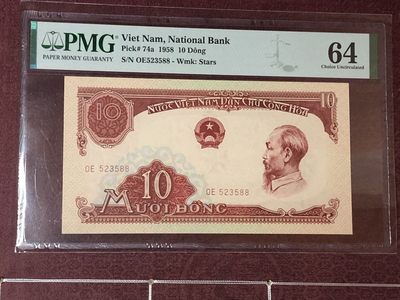 PMG
PAPER MONEY GUARANTY
Viet Nam, National Bank
Pick# 74a 1958 10 Dông
S/N OE523588 - Wmk: Stars
64
Choice Uncirculated
10
NƯỚC VIỆT NAM DÂN CHỦ CỘNG HÒA
10
OE 523588
10
OE 523588
MƯỜI ĐỒNG